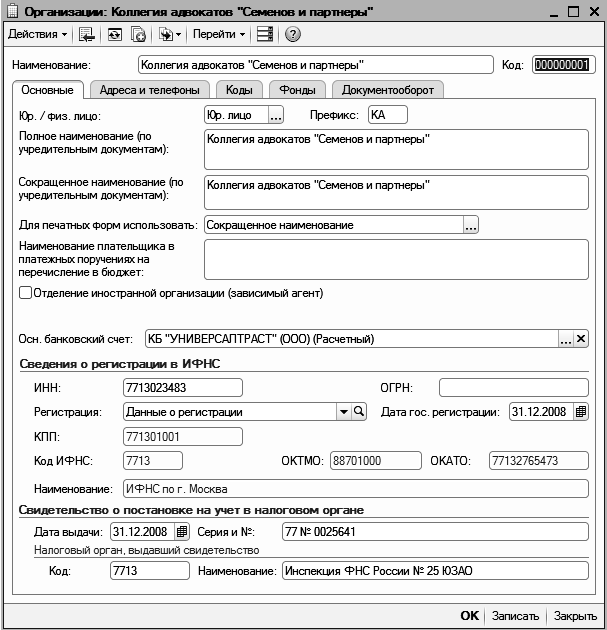 Организации: Коллегия адвокатов "Семенов и партнеры"
Действия Перейти
Наименование: Коллегия адвокатов "Семенов и партнеры" Код: 000000001
Основные Адреса и телефоны Коды Фонды Документооборот
Юр. / физ. лицо: Юр. лицо ... Префикс: КА
Полное наименование (по
учредительным документам):
Коллегия адвокатов "Семенов и партнеры"
Сокращенное наименование (по
учредительным документам):
Коллегия адвокатов "Семенов и партнеры"
Для печатных форм использовать: Сокращенное наименование ...
Наименование плательщика в
платежных поручениях на
перечисление в бюджет:
Отделение иностранной организации (зависимый агент)
Осн. банковский счет: КБ "УНИВЕРСАПТРАСТ" (ООО) (Расчетный) ...
Сведения о регистрации в ИФНС
ИНН: 7713023483 ОГРН:
Регистрация: Данные о регистрации Дата гос. регистрации: 31.12.2008
КПП: 771301001
Код ИФНС: 7713 ОКТМО: 88701000 ОКАТО: 77132765473
Наименование: ИФНС по г. Москва
Свидетельство о постановке на учет в налоговом органе
Дата выдачи: 31.12.2008 Серия и №: 77 № 0025641
Налоговый орган, выдавший свидетельство
Код: 7713 Наименование: Инспекция ФНС России № 25 ЮЗАО
OK Записать Закрыть